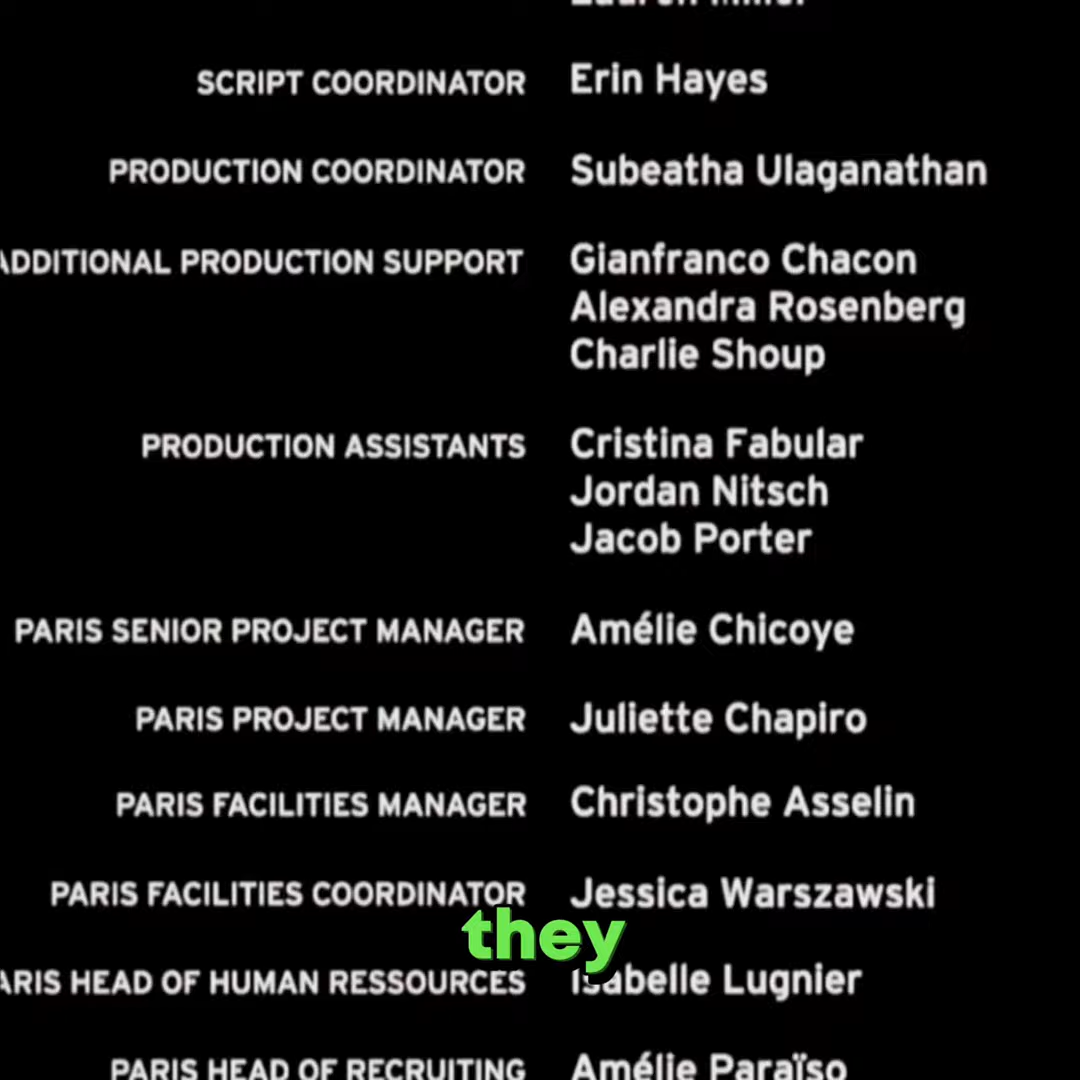 Lauren Miller
SCRIPT COORDINATOR Erin Hayes
PRODUCTION COORDINATOR Subeatha Ulaganathan
ADDITIONAL PRODUCTION SUPPORT Gianfranco Chacon
Alexandra Rosenberg
Charlie Shoup
PRODUCTION ASSISTANTS Cristina Fabular
Jordan Nitsch
Jacob Porter
PARIS SENIOR PROJECT MANAGER Amélie Chicoye
PARIS PROJECT MANAGER Juliette Chapiro
PARIS FACILITIES MANAGER Christophe Asselin
PARIS FACILITIES COORDINATOR Jessica Warszawski
they
ARIS HEAD OF HUMAN RESSOURCES Isabelle Lugnier
PARIS HEAD OF RECRUITING Amélie Paraïso